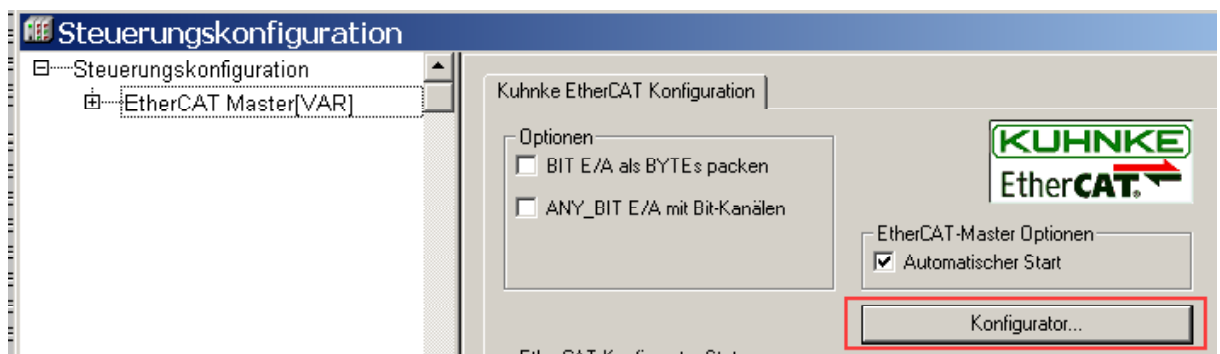 Steuerungskonfiguration
Steuerungskonfiguration
EtherCAT Master[VAR]
Kuhnke EtherCAT Konfiguration
Optionen
BIT E/A als BYTEs packen
ANY_BIT E/A mit Bit-Kanälen
KUHNKE
EtherCAT.
EtherCAT-Master Optionen
Automatischer Start
Konfigurator...